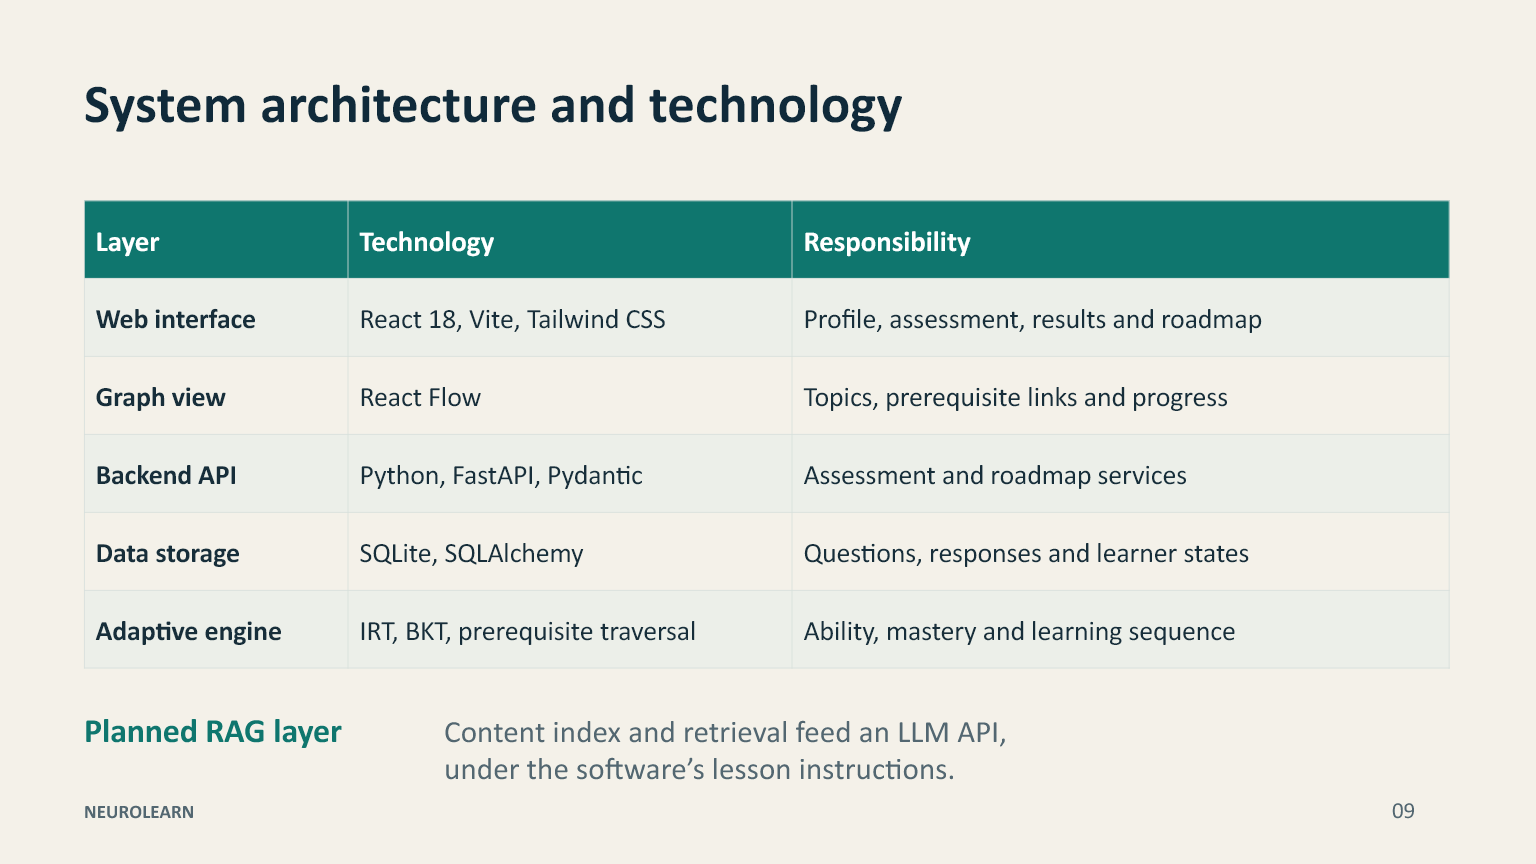 System architecture and technology
Layer Technology Responsibility
Web interface React 18, Vite, Tailwind CSS Profile, assessment, results and roadmap
Graph view React Flow Topics, prerequisite links and progress
Backend API Python, FastAPI, Pydantic Assessment and roadmap services
Data storage SQLite, SQLAlchemy Questions, responses and learner states
Adaptive engine IRT, BKT, prerequisite traversal Ability, mastery and learning sequence
Planned RAG layer Content index and retrieval feed an LLM API,
under the software’s lesson instructions.
NEUROLEARN 09